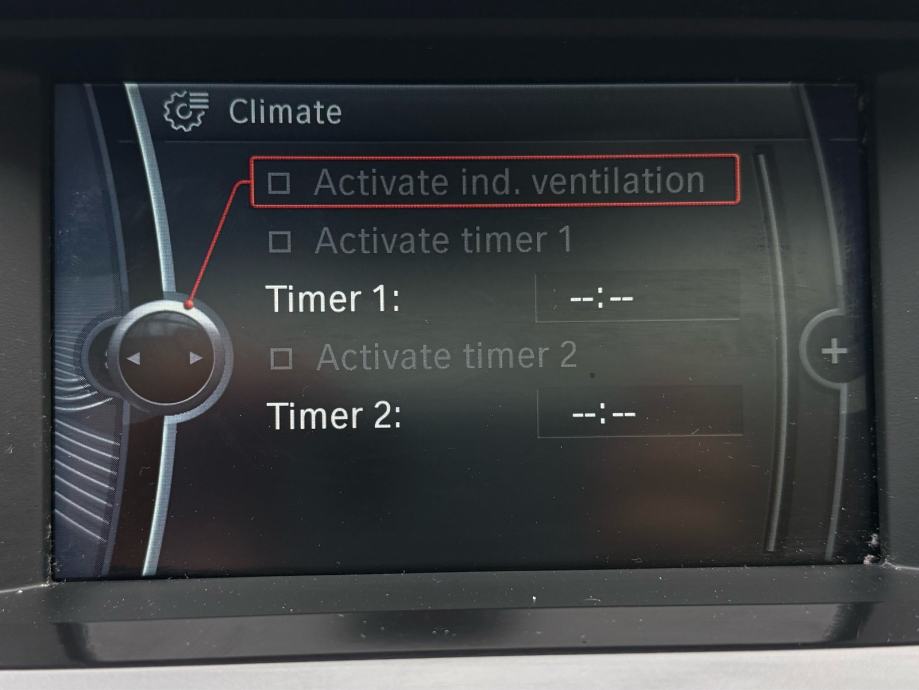 Climate
Activate ind. ventilation
Activate timer 1
Timer 1: --:--
Activate timer 2
Timer 2: --:--